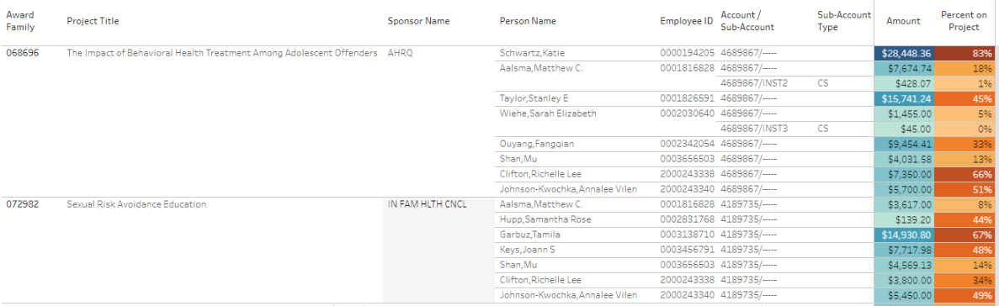 Award Family Project Title Sponsor Name Person Name Employee ID Account / Sub-Account Sub-Account Type Amount Percent on Project
068696 The Impact of Behavioral Health Treatment Among Adolescent Offenders AHRQ Schwartz,Katie 0000194205 4689867/----- $28,448.36 83%
Aalsma,Matthew C. 0001816828 4689867/----- $7,674.74 18%
4689867/INST2 CS $428.07 1%
Taylor,Stanley E 0001826591 4689867/----- $15,741.24 45%
Wiehe,Sarah Elizabeth 0002030640 4689867/----- $1,455.00 5%
4689867/INST3 CS $45.00 0%
Ouyang,Fangqian 0002342054 4689867/----- $9,454.41 33%
Shan,Mu 0003656503 4689867/----- $4,031.58 13%
Clifton,Richelle Lee 2000243338 4689867/----- $7,350.00 66%
Johnson-Kwochka,Annalee Vilen 2000243340 4689867/----- $5,700.00 51%
072982 Sexual Risk Avoidance Education IN FAM HLTH CNCL Aalsma,Matthew C. 0001816828 4189735/----- $3,617.00 8%
Hupp,Samantha Rose 0002831768 4189735/----- $139.20 44%
Garbuz,Tamila 0003138710 4189735/----- $14,930.80 67%
Keys,Joann S 0003456791 4189735/----- $7,717.98 48%
Shan,Mu 0003656503 4189735/----- $4,569.13 14%
Clifton,Richelle Lee 2000243338 4189735/----- $3,800.00 34%
Johnson-Kwochka,Annalee Vilen 2000243340 4189735/----- $5,450.00 49%